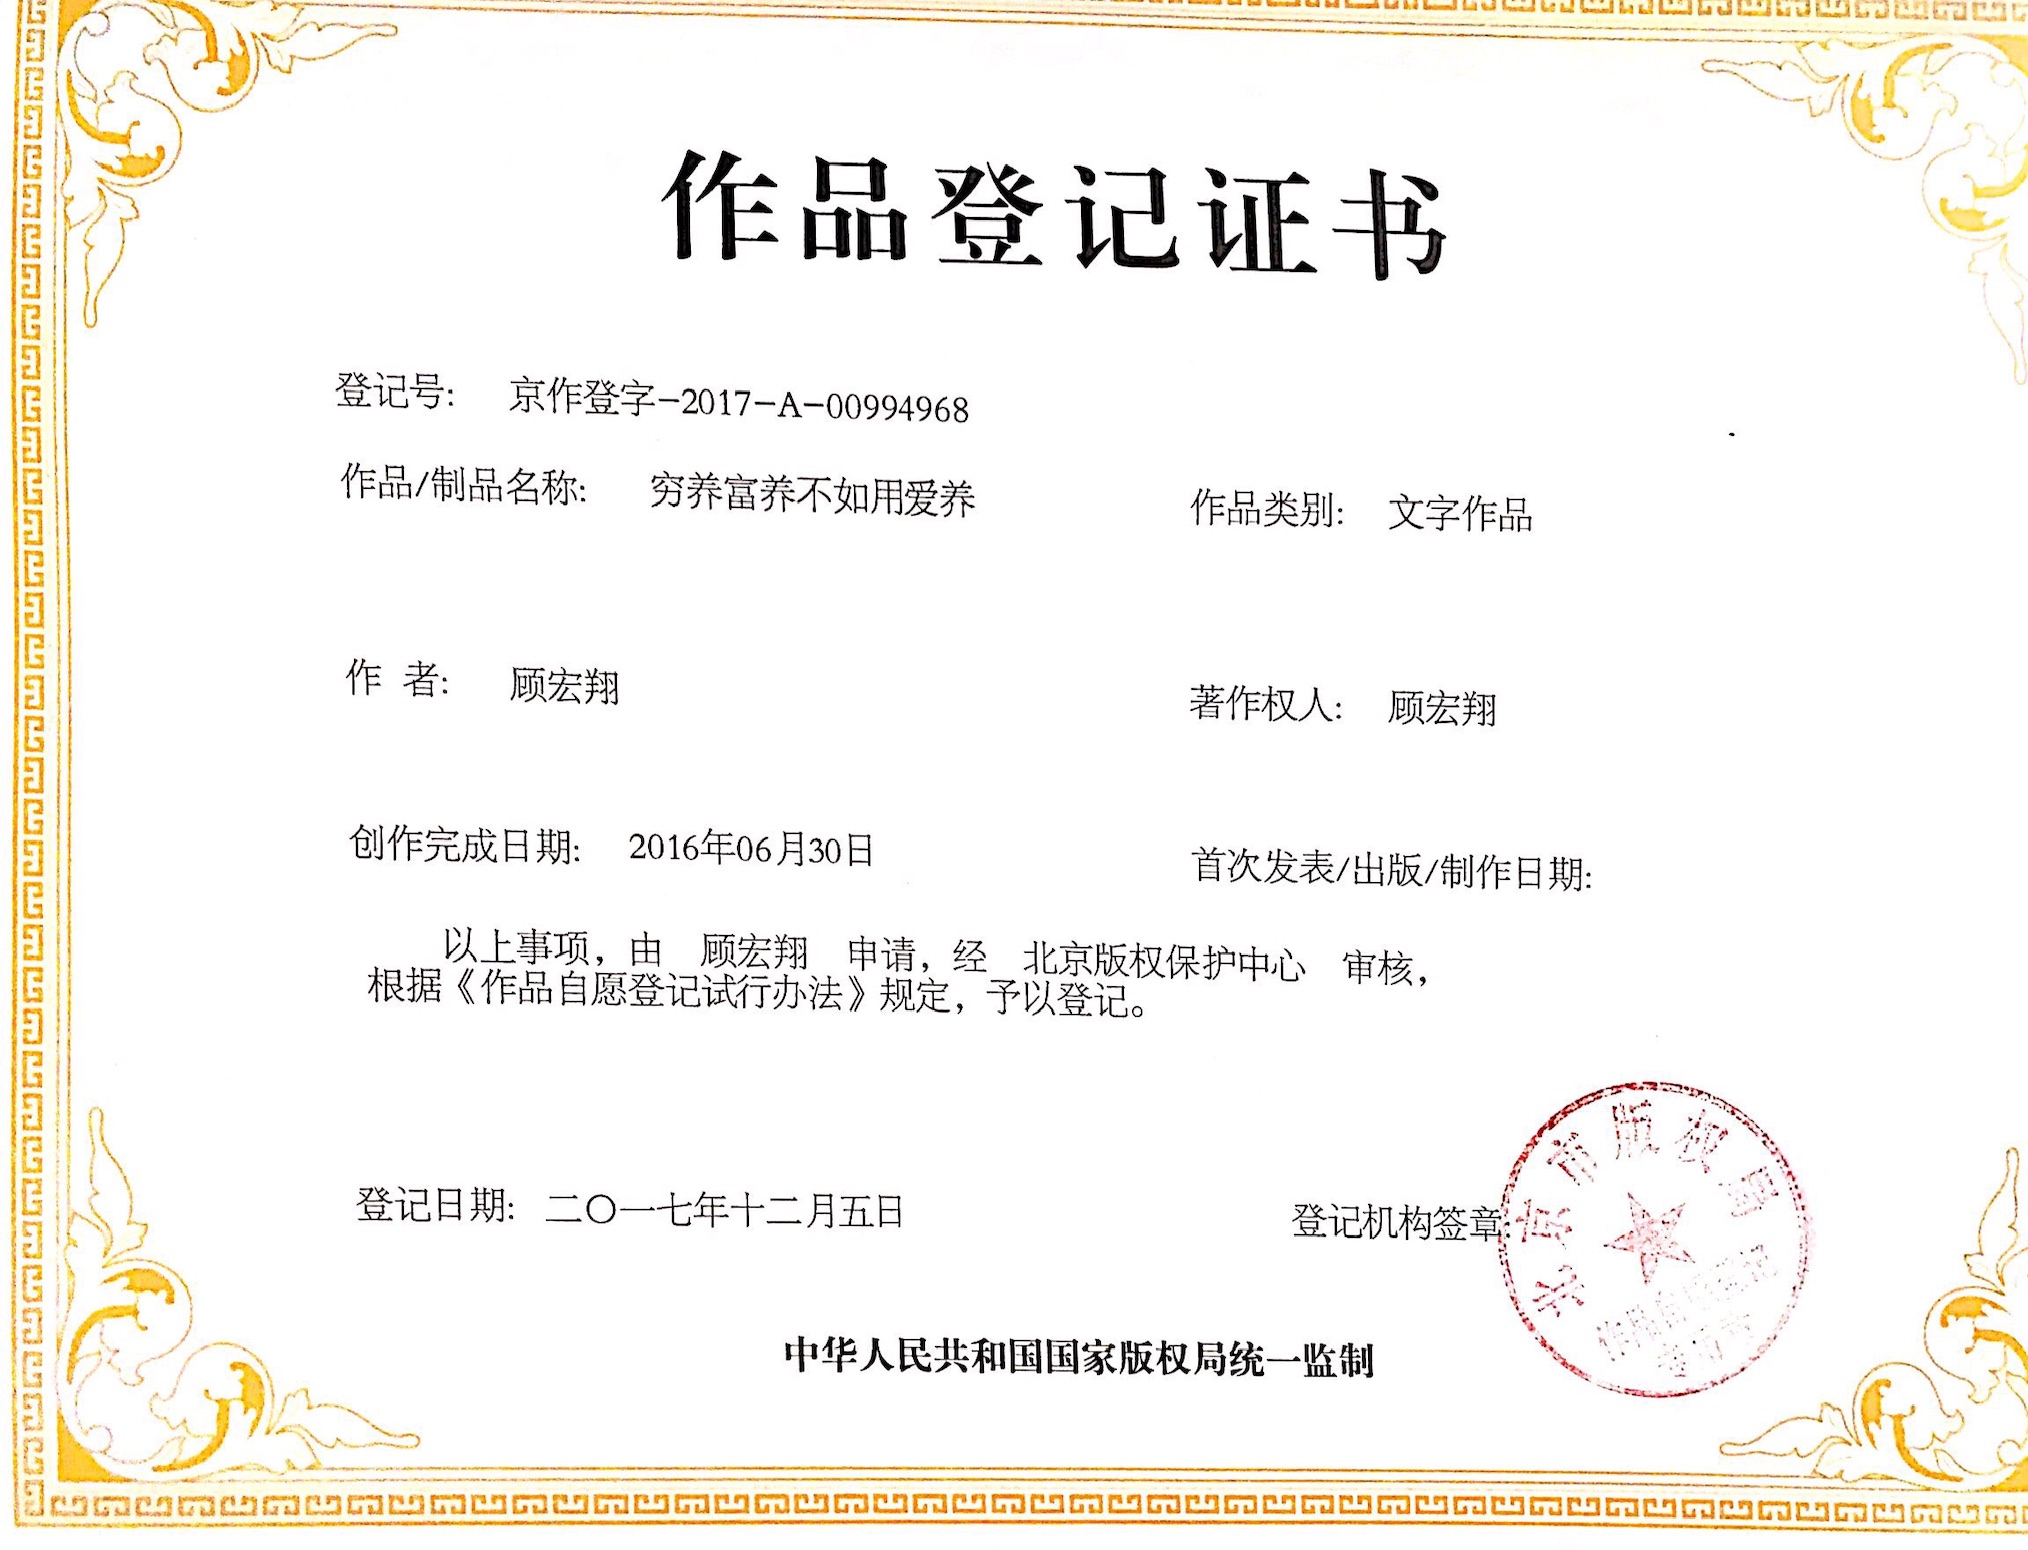 作品登记证书
登记号: 京作登字-2017-A-00994968
作品/制品名称: 穷养富养不如用爱养 作品类别: 文字作品
作 者: 顾宏翔 著作权人: 顾宏翔
创作完成日期: 2016年06月30日 首次发表/出版/制作日期:
以上事项，由 顾宏翔 申请，经 北京版权保护中心 审核，
根据《作品自愿登记试行办法》规定，予以登记。
登记日期: 二〇一七年十二月五日 登记机构签章:
北京市版权局
中华人民共和国国家版权局统一监制